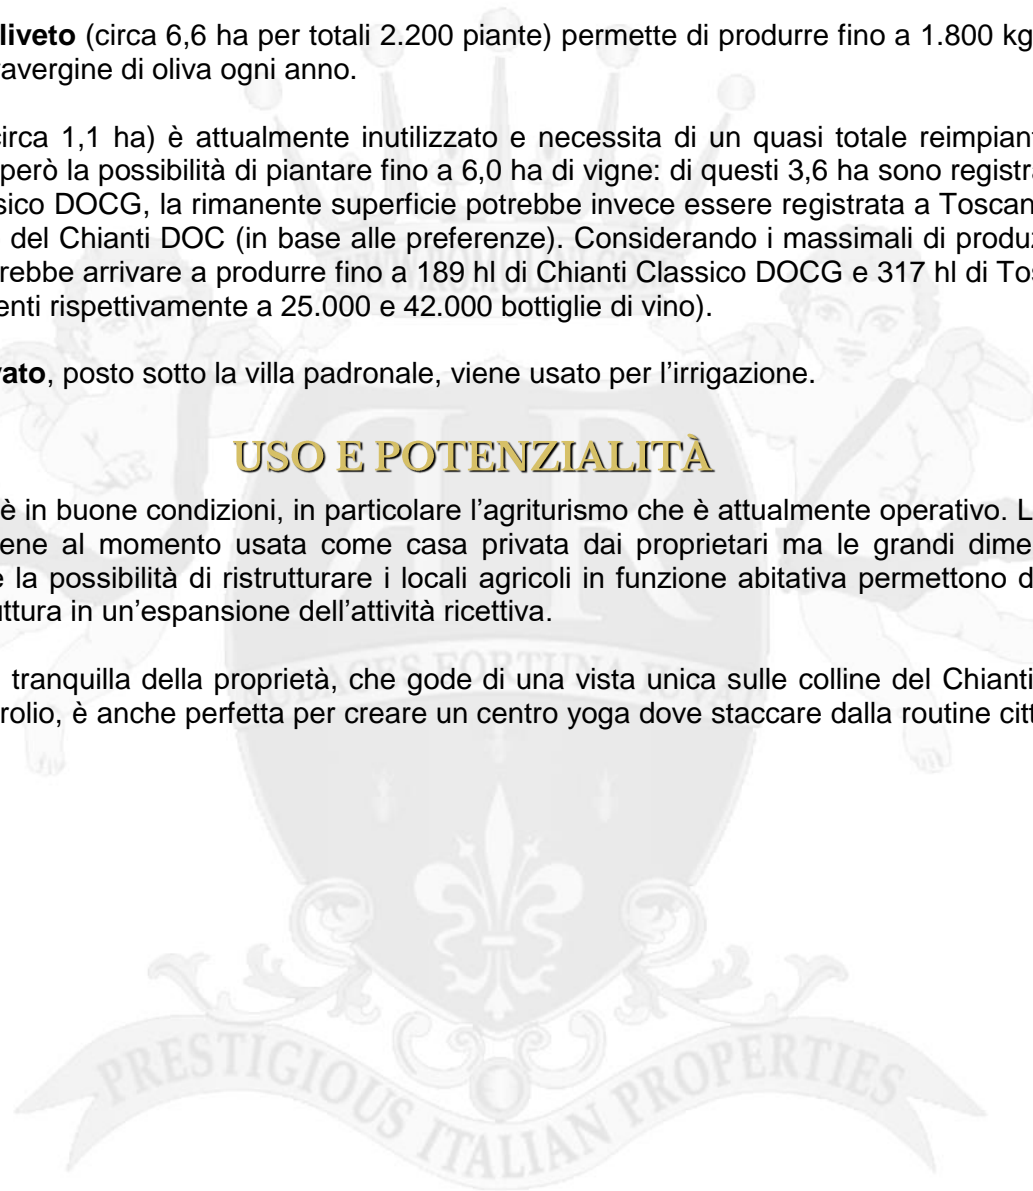 liveto (circa 6,6 ha per totali 2.200 piante) permette di produrre fino a 1.800 kg
avergine di oliva ogni anno.
irca 1,1 ha) è attualmente inutilizzato e necessita di un quasi totale reimpiant
però la possibilità di piantare fino a 6,0 ha di vigne: di questi 3,6 ha sono registra
sico DOCG, la rimanente superficie potrebbe invece essere registrata a Toscan
del Chianti DOC (in base alle preferenze). Considerando i massimali di produz
rebbe arrivare a produrre fino a 189 hl di Chianti Classico DOCG e 317 hl di Tos
enti rispettivamente a 25.000 e 42.000 bottiglie di vino).
WWW.ROMOLINI.CO
vato, posto sotto la villa padronale, viene usato per l’irrigazione.
USO E POTENZIALITÀ
è in buone condizioni, in particolare l’agriturismo che è attualmente operativo. L
ene al momento usata come casa privata dai proprietari ma le grandi dime
e la possibilità di ristrutturare i locali agricoli in funzione abitativa permettono d
uttura in un’espansione dell’attività ricettiva.
tranquilla della proprietà, che gode di una vista unica sulle colline del Chianti
rolio, è anche perfetta per creare un centro yoga dove staccare dalla routine citt
FORTUNA
PRESTIGIOUS ITALIAN PROPERTIES